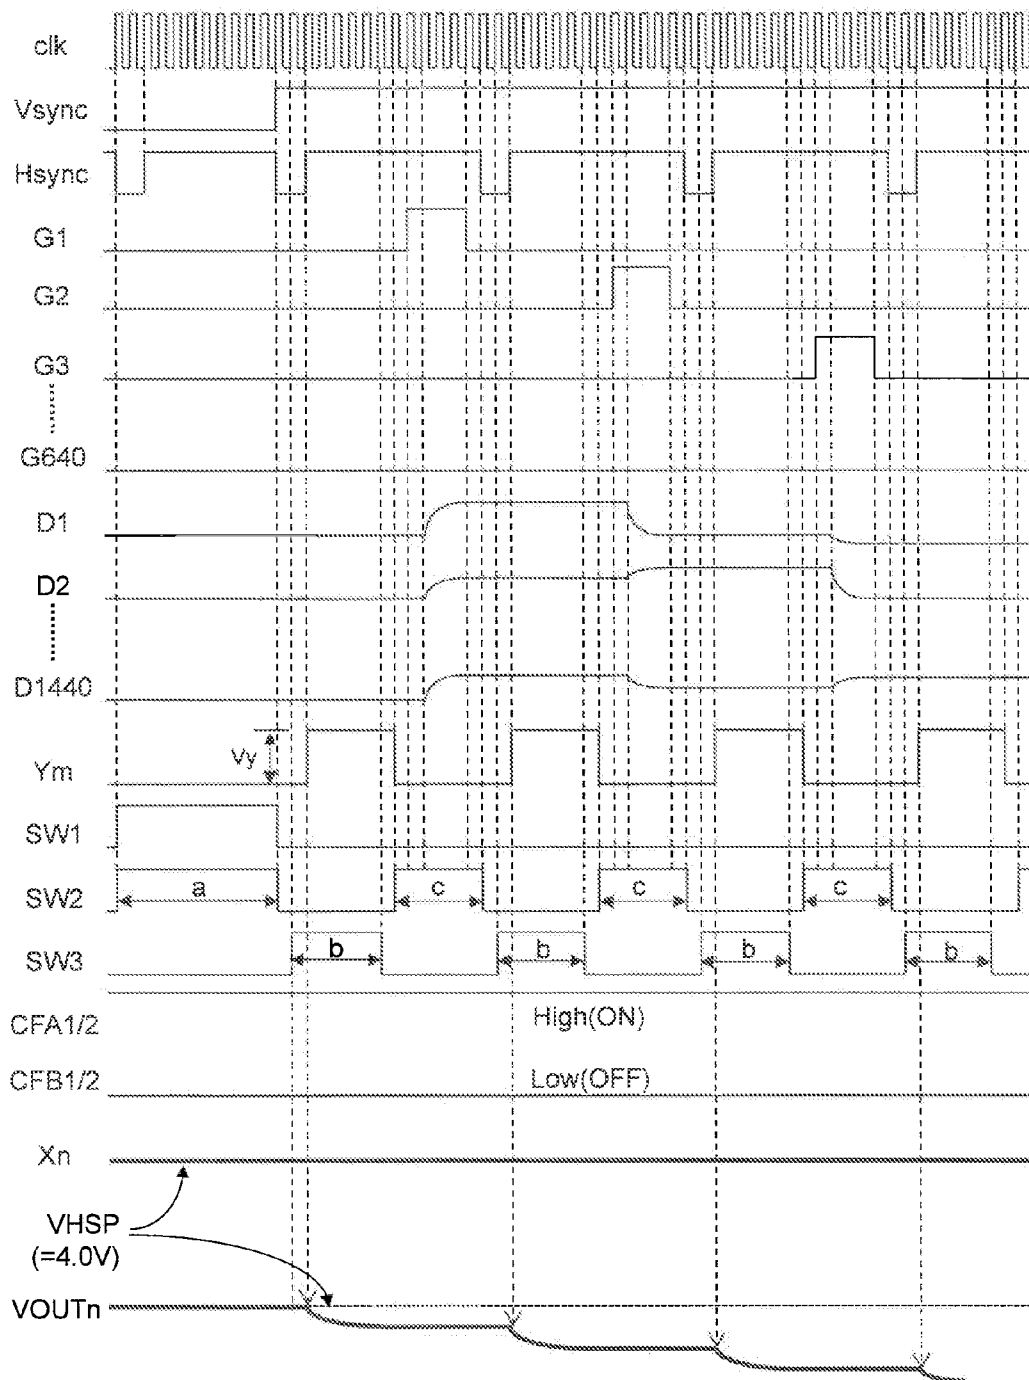 clk
Vsync
Hsync
G1
G2
G3
G640
D1
D2
D1440
Vy
Ym
SW1
SW2 a c c c
SW3 b b b b
CFA1/2 High(ON)
CFB1/2 Low(OFF)
Xn
VHSP
(=4.0V)
VOUTn